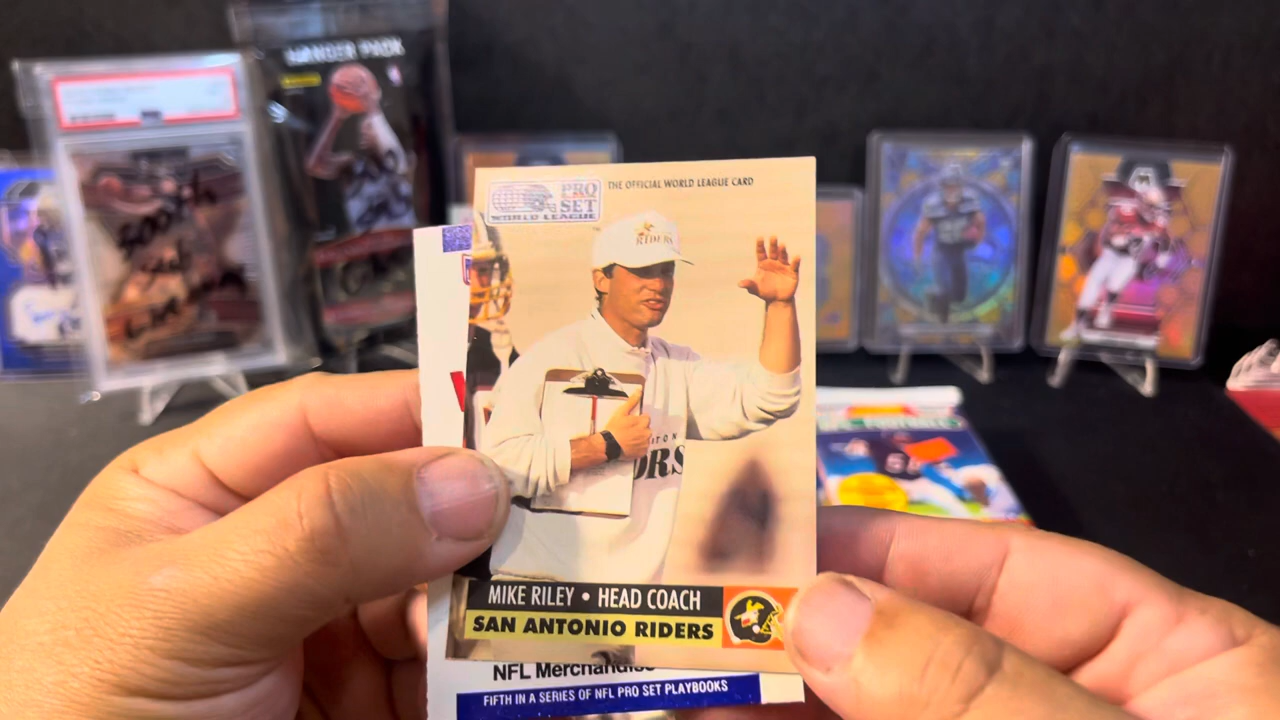 HANGER PACK
PRO
SET
WORLD LEAGUE
THE OFFICIAL WORLD LEAGUE CARD
RIDERS
MIKE RILEY • HEAD COACH
SAN ANTONIO RIDERS
NFL Merchandise
FIFTH IN A SERIES OF NFL PRO SET PLAYBOOKS